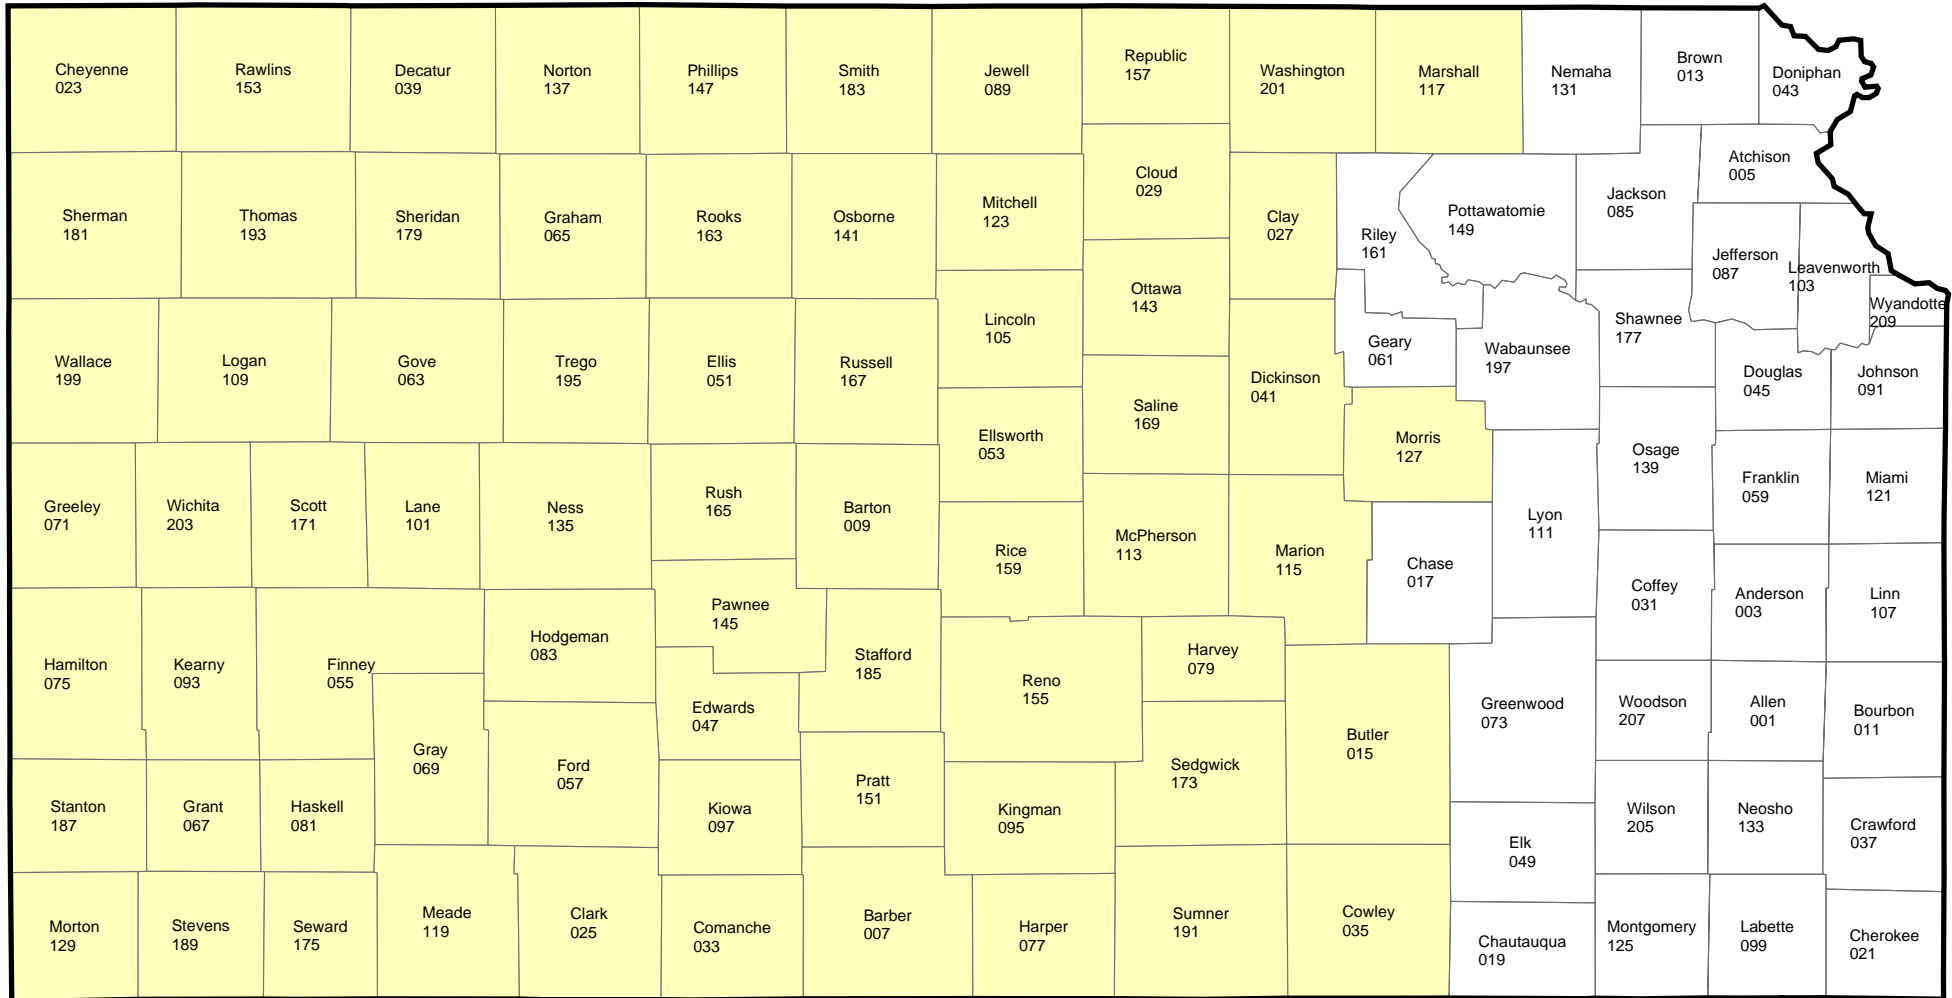 Cheyenne
023
Rawlins
153
Decatur
039
Norton
137
Phillips
147
Smith
183
Jewell
089
Republic
157
Washington
201
Marshall
117
Nemaha
131
Brown
013
Doniphan
043
Sherman
181
Thomas
193
Sheridan
179
Graham
065
Rooks
163
Osborne
141
Mitchell
123
Cloud
029
Clay
027
Riley
161
Pottawatomie
149
Jackson
085
Atchison
005
Jefferson
087
Leavenworth
103
Wyandotte
209
Wallace
199
Logan
109
Gove
063
Trego
195
Ellis
051
Russell
167
Lincoln
105
Ottawa
143
Dickinson
041
Geary
061
Wabaunsee
197
Shawnee
177
Douglas
045
Johnson
091
Ellsworth
053
Saline
169
Morris
127
Osage
139
Franklin
059
Miami
121
Greeley
071
Wichita
203
Scott
171
Lane
101
Ness
135
Rush
165
Barton
009
Rice
159
McPherson
113
Marion
115
Chase
017
Lyon
111
Coffey
031
Anderson
003
Linn
107
Hamilton
075
Kearny
093
Finney
055
Hodgeman
083
Pawnee
145
Stafford
185
Edwards
047
Reno
155
Harvey
079
Butler
015
Greenwood
073
Woodson
207
Allen
001
Bourbon
011
Gray
069
Ford
057
Kiowa
097
Pratt
151
Kingman
095
Sedgwick
173
Stanton
187
Grant
067
Haskell
081
Elk
049
Wilson
205
Neosho
133
Crawford
037
Morton
129
Stevens
189
Seward
175
Meade
119
Clark
025
Comanche
033
Barber
007
Harper
077
Sumner
191
Cowley
035
Chautauqua
019
Montgomery
125
Labette
099
Cherokee
021